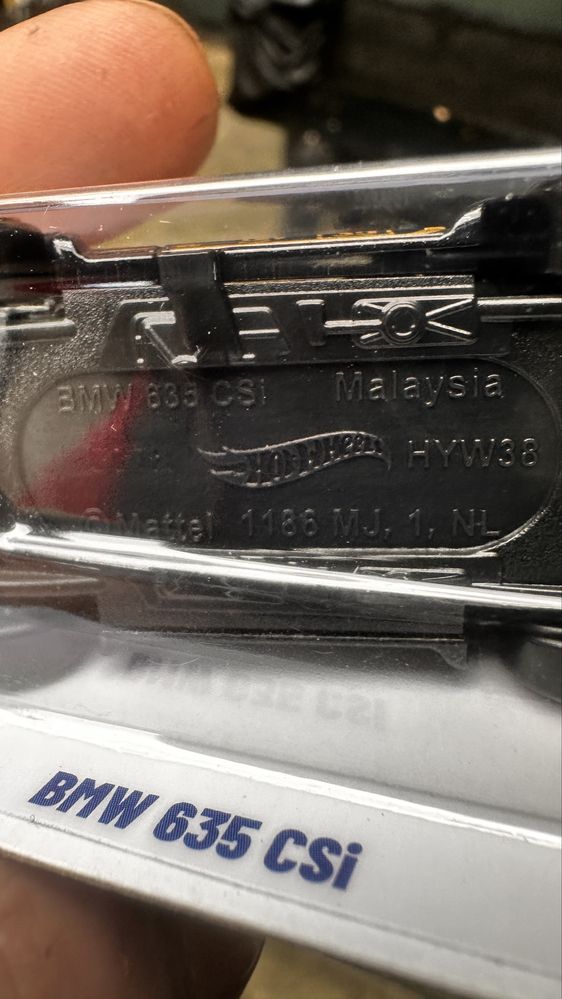 BMW 635 CSi Malaysia
HOT WHEELS HYW38
© Mattel 1186 MJ, 1, NL
BMW 635 CSi